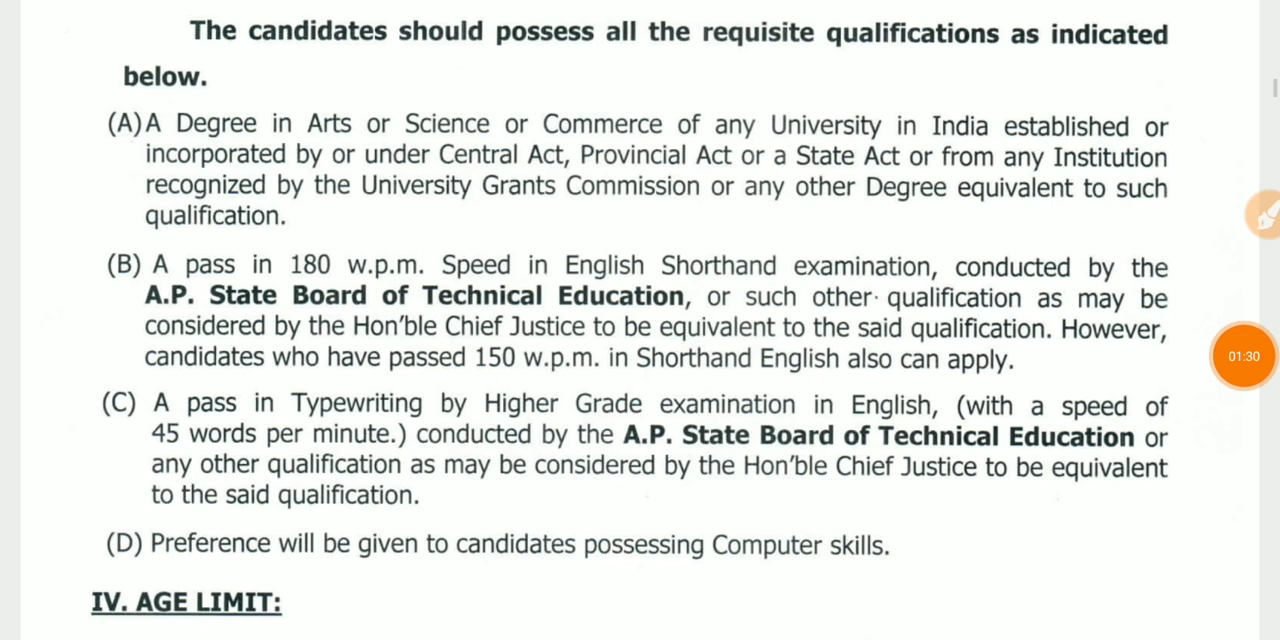 The candidates should possess all the requisite qualifications as indicated
below.
(A)A Degree in Arts or Science or Commerce of any University in India established or
incorporated by or under Central Act, Provincial Act or a State Act or from any Institution
recognized by the University Grants Commission or any other Degree equivalent to such
qualification.
(B) A pass in 180 w.p.m. Speed in English Shorthand examination, conducted by the
A.P. State Board of Technical Education, or such other qualification as may be
considered by the Hon'ble Chief Justice to be equivalent to the said qualification. However,
candidates who have passed 150 w.p.m. in Shorthand English also can apply.
01:30
(C) A pass in Typewriting by Higher Grade examination in English, (with a speed of
45 words per minute.) conducted by the A.P. State Board of Technical Education or
any other qualification as may be considered by the Hon'ble Chief Justice to be equivalent
to the said qualification.
(D) Preference will be given to candidates possessing Computer skills.
IV. AGE LIMIT: